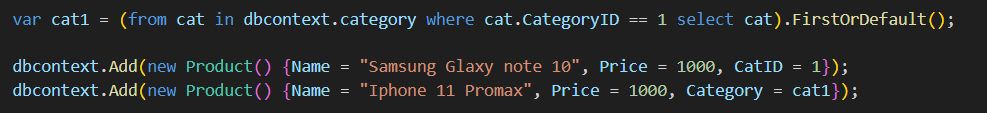 var cat1 = (from cat in dbcontext.category where cat.CategoryID == 1 select cat).FirstOrDefault();
dbcontext.Add(new Product() {Name = "Samsung Glaxy note 10", Price = 1000, CatID = 1});
dbcontext.Add(new Product() {Name = "Iphone 11 Promax", Price = 1000, Category = cat1});